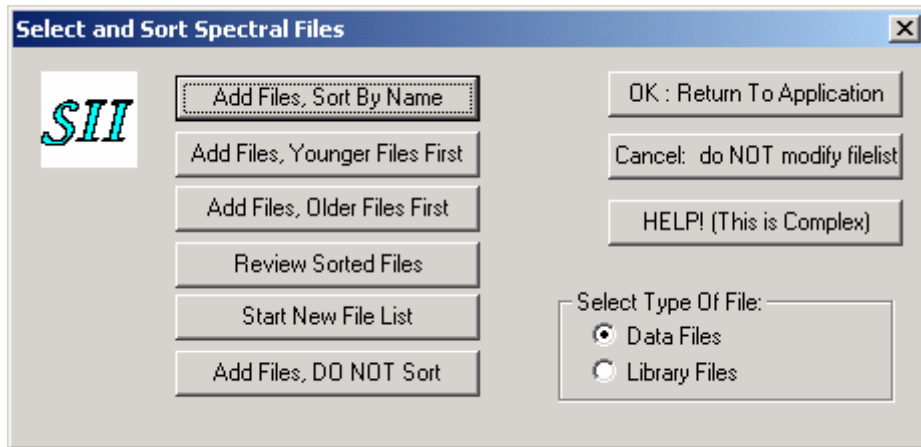 Select and Sort Spectral Files
SII
Add Files, Sort By Name
Add Files, Younger Files First
Add Files, Older Files First
Review Sorted Files
Start New File List
Add Files, DO NOT Sort
OK : Return To Application
Cancel:  do NOT modify filelist
HELP! (This is Complex)
Select Type Of File:
Data Files
Library Files